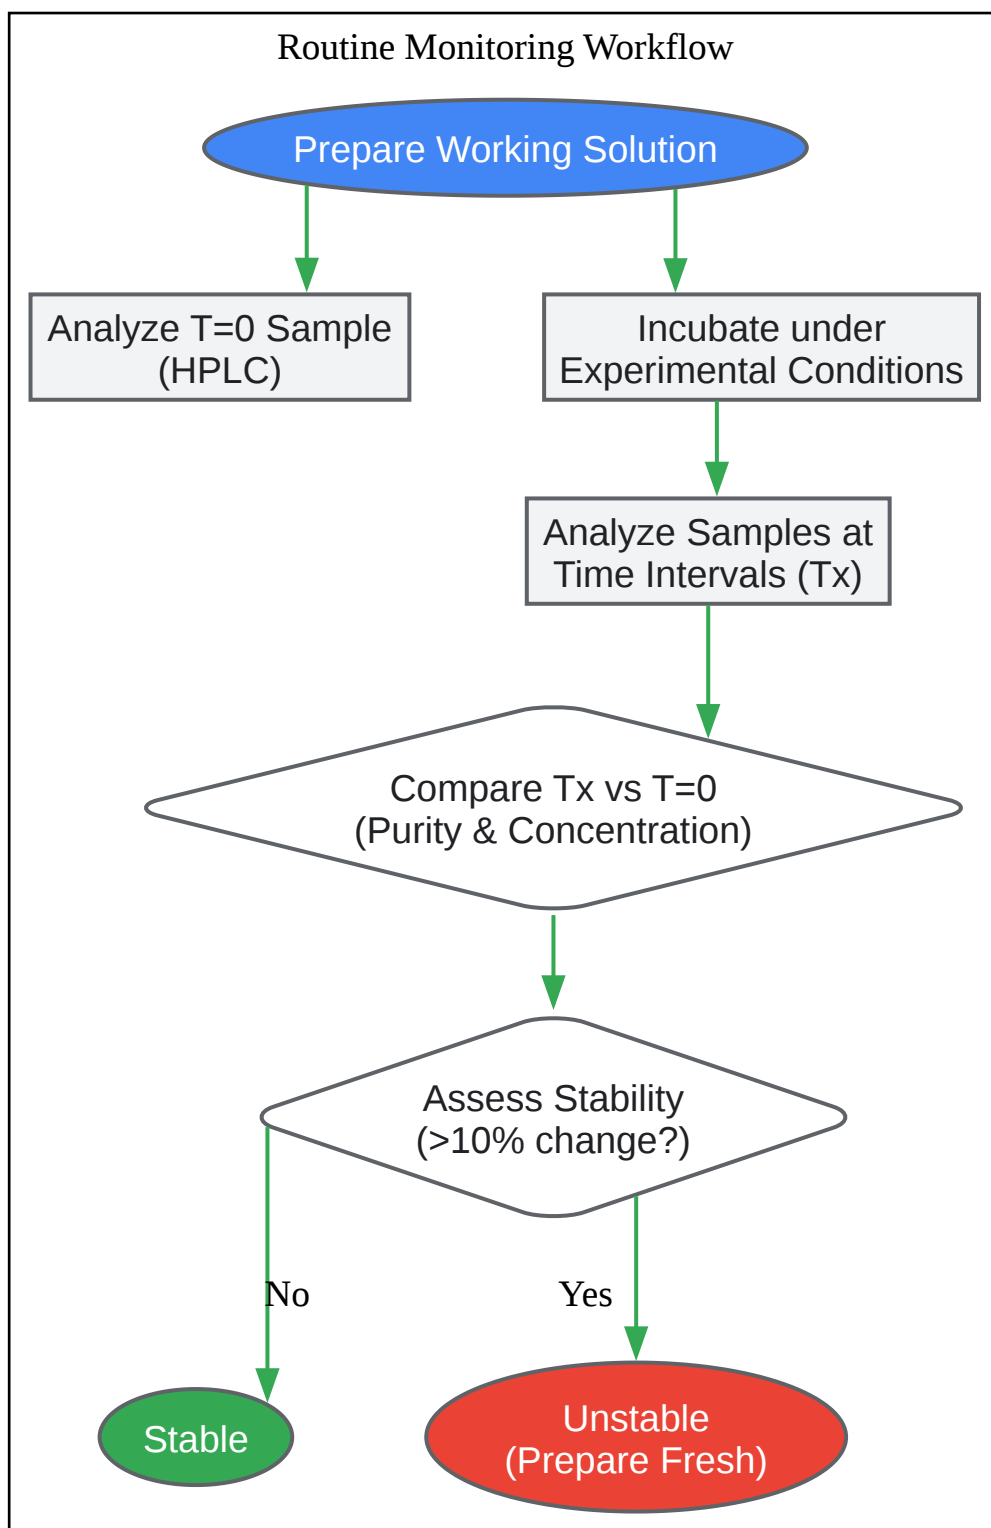 Routine Monitoring Workflow
Prepare Working Solution
Analyze T=0 Sample
(HPLC)
Incubate under
Experimental Conditions
Analyze Samples at
Time Intervals (Tx)
Compare Tx vs T=0
(Purity & Concentration)
Assess Stability
(>10% change?)
No
Yes
Stable
Unstable
(Prepare Fresh)